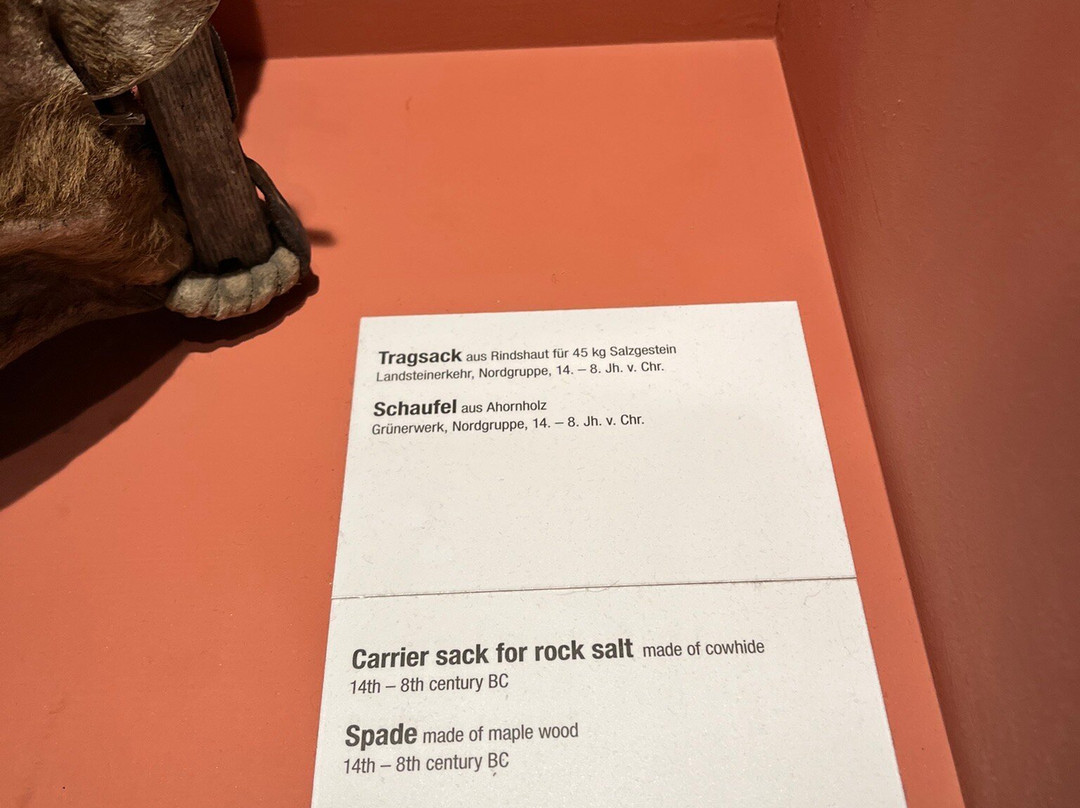 Tragsack aus Rindshaut für 45 kg Salzgestein
Landsteinerkehr, Nordgruppe, 14. – 8. Jh. v. Chr.
Schaufel aus Ahornholz
Grünerwerk, Nordgruppe, 14. – 8. Jh. v. Chr.
Carrier sack for rock salt made of cowhide
14th – 8th century BC
Spade made of maple wood
14th – 8th century BC